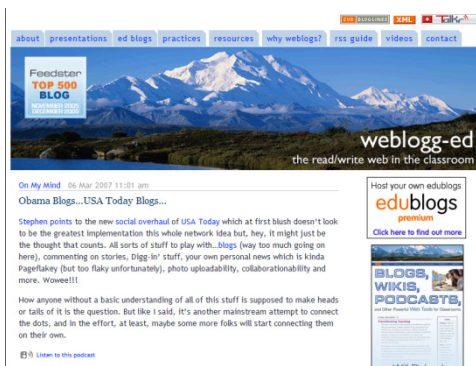 SUB BLOGLINES XML Talkr
about presentations ed blogs practices resources why weblogs? rss guide videos contact
Feedster
TOP 500
BLOG
NOVEMBER 2005
DECEMBER 2005
weblogg-ed
the read/write web in the classroom
On My Mind 06 Mar 2007 11:01 am
Obama Blogs...USA Today Blogs...
Stephen points to the new social overhaul of USA Today which at first blush doesn't look
to be the greatest implementation this whole network idea but, hey, it might just be
the thought that counts. All sorts of stuff to play with...blogs (way too much going on
here), commenting on stories, Digg-in' stuff, your own personal news which is kinda
Pageflakey (but too flaky unfortunately), photo uploadability, collaborationability and
more. Wowee!!!
How anyone without a basic understanding of all of this stuff is supposed to make heads
or tails of it is the question. But like I said, it's another mainstream attempt to connect
the dots, and in the effort, at least, maybe some more folks will start connecting them
on their own.
Listen to this podcast
Host your own edublogs
edublogs
premium
Click here to find out more
BLOGS,
WIKIS,
PODCASTS,
and Other Powerful Web Tools for Classrooms